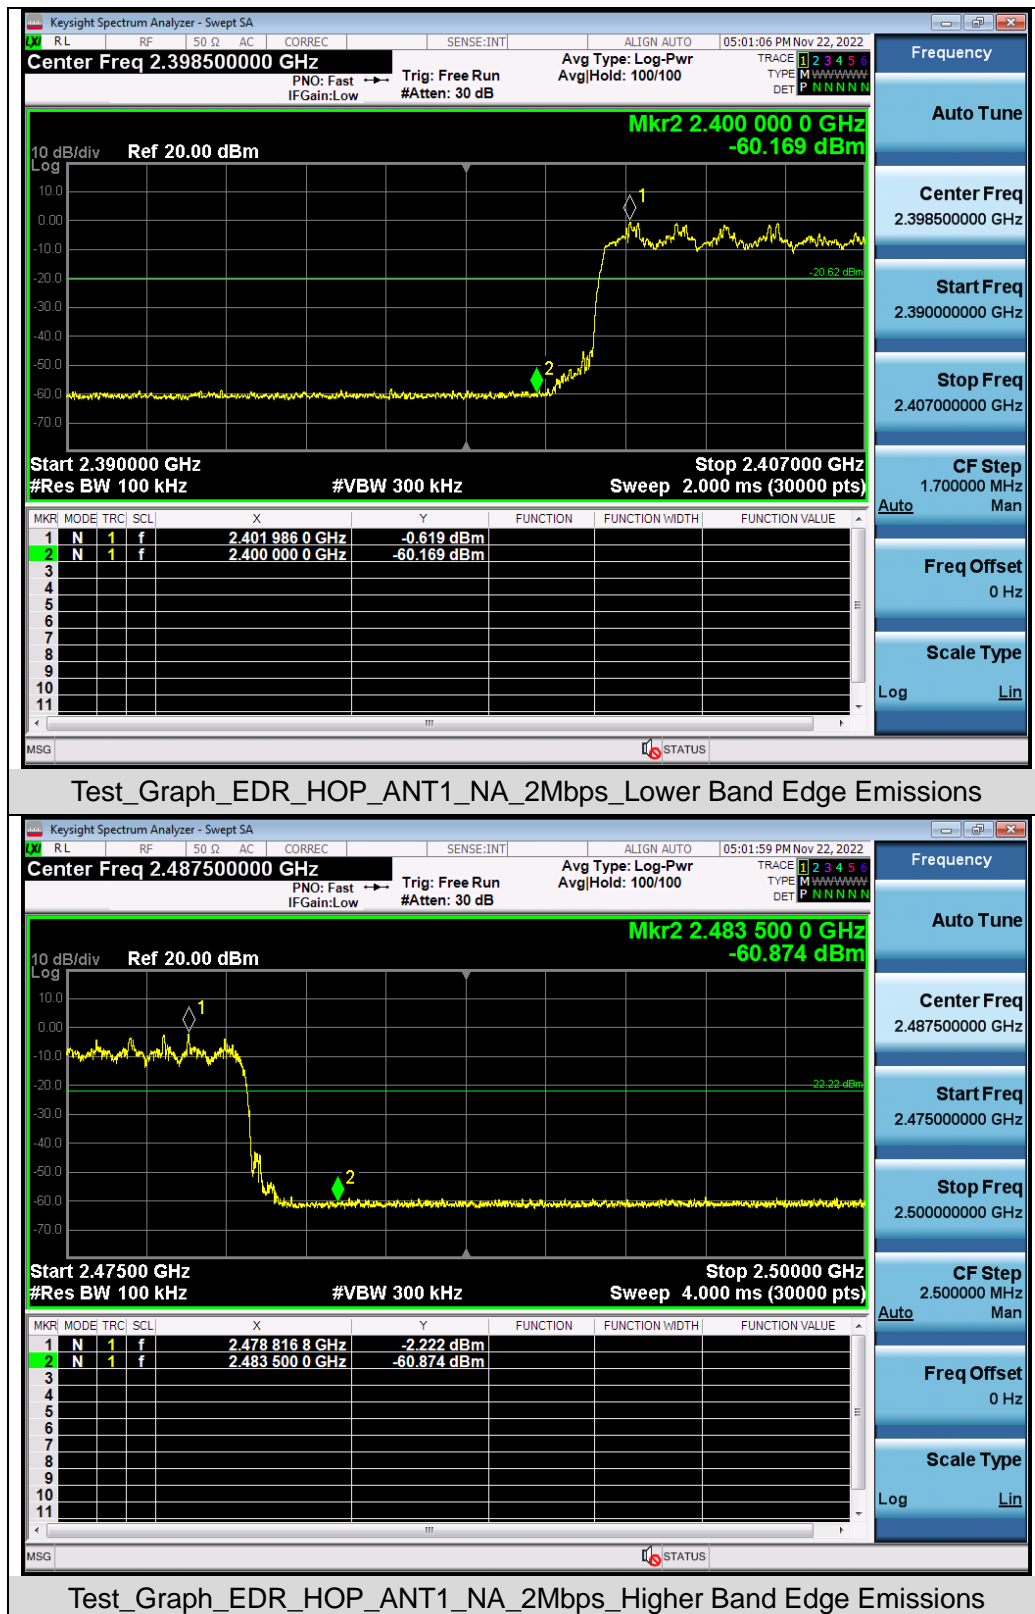 Keysight Spectrum Analyzer - Swept SA
LXI RL RF 50 Ω AC CORREC SENSE:INT ALIGN AUTO 05:01:06 PM Nov 22, 2022
Center Freq 2.398500000 GHz
PNO: Fast Trig: Free Run Avg Type: Log-Pwr TRACE 1 2 3 4 5 6
IFGain:Low #Atten: 30 dB Avg|Hold: 100/100 TYPE M WWWWW
DET P N N N N N
Mkr2 2.400 000 0 GHz
-60.169 dBm
10 dB/div Ref 20.00 dBm
Log
10.0
1
0.00
-10.0
-20.0
-20.62 dBm
-30.0
-40.0
-50.0
2
-60.0
-70.0
Start 2.390000 GHz Stop 2.407000 GHz
#Res BW 100 kHz #VBW 300 kHz Sweep 2.000 ms (30000 pts)
MKR MODE TRC SCL X Y FUNCTION FUNCTION WIDTH FUNCTION VALUE
1 N 1 f 2.401 986 0 GHz -0.619 dBm
2 N 1 f 2.400 000 0 GHz -60.169 dBm
3
4
5
6
7
8
9
10
11
MSG STATUS
Frequency
Auto Tune
Center Freq
2.398500000 GHz
Start Freq
2.390000000 GHz
Stop Freq
2.407000000 GHz
CF Step
1.700000 MHz
Auto Man
Freq Offset
0 Hz
Scale Type
Log Lin
Test_Graph_EDR_HOP_ANT1_NA_2Mbps_Lower Band Edge Emissions
Keysight Spectrum Analyzer - Swept SA
LXI RL RF 50 Ω AC CORREC SENSE:INT ALIGN AUTO 05:01:59 PM Nov 22, 2022
Center Freq 2.487500000 GHz
PNO: Fast Trig: Free Run Avg Type: Log-Pwr TRACE 1 2 3 4 5 6
IFGain:Low #Atten: 30 dB Avg|Hold: 100/100 TYPE M WWWWW
DET P N N N N N
Mkr2 2.483 500 0 GHz
-60.874 dBm
10 dB/div Ref 20.00 dBm
Log
10.0
1
0.00
-10.0
-20.0
-22.22 dBm
-30.0
-40.0
-50.0
2
-60.0
-70.0
Start 2.47500 GHz Stop 2.50000 GHz
#Res BW 100 kHz #VBW 300 kHz Sweep 4.000 ms (30000 pts)
MKR MODE TRC SCL X Y FUNCTION FUNCTION WIDTH FUNCTION VALUE
1 N 1 f 2.478 816 8 GHz -2.222 dBm
2 N 1 f 2.483 500 0 GHz -60.874 dBm
3
4
5
6
7
8
9
10
11
MSG STATUS
Frequency
Auto Tune
Center Freq
2.487500000 GHz
Start Freq
2.475000000 GHz
Stop Freq
2.500000000 GHz
CF Step
2.500000 MHz
Auto Man
Freq Offset
0 Hz
Scale Type
Log Lin
Test_Graph_EDR_HOP_ANT1_NA_2Mbps_Higher Band Edge Emissions